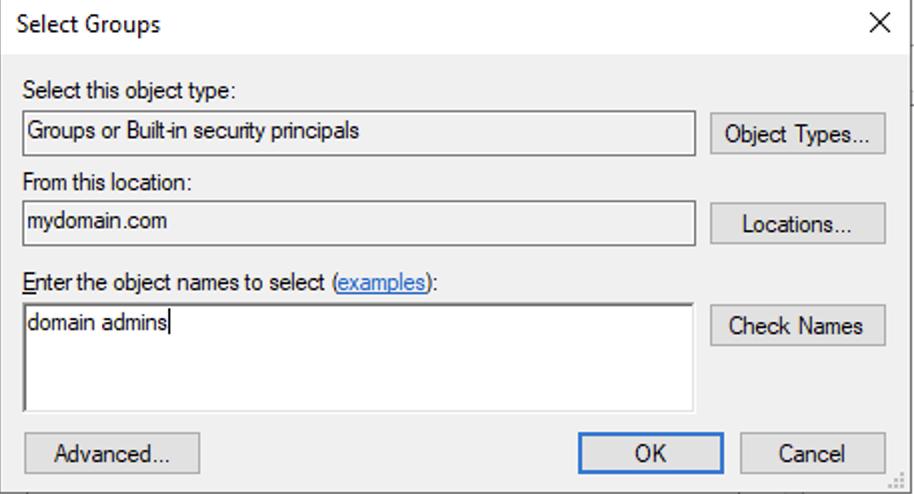 Select Groups
Select this object type:
Groups or Built-in security principals
Object Types...
From this location:
mydomain.com
Locations...
Enter the object names to select (examples):
domain admins
Check Names
Advanced...
OK
Cancel